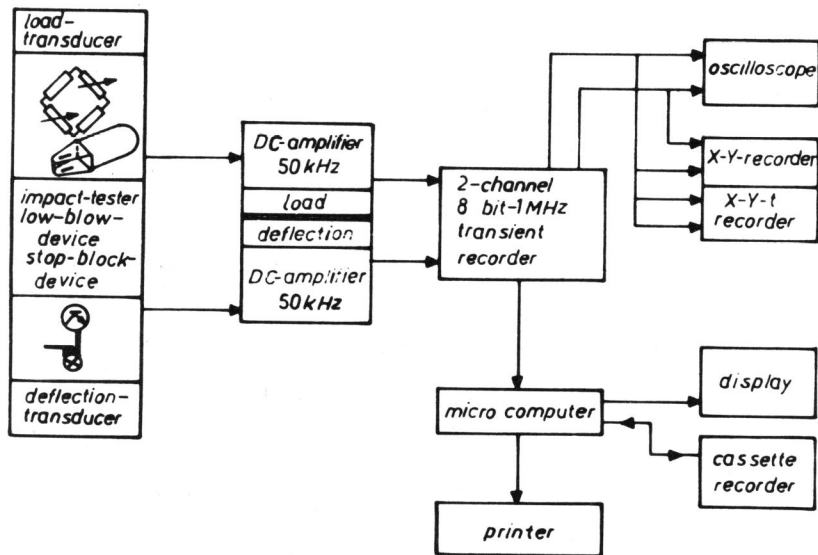 load-
transducer
impact-tester
low-blow-
device
stop-block-
device
deflection-
transducer
DC-amplifier
50 kHz
load
deflection
DC-amplifier
50 kHz
2-channel
8 bit-1MHz
transient
recorder
oscilloscope
X-Y-recorder
X-Y-t
recorder
micro computer
display
cassette
recorder
printer